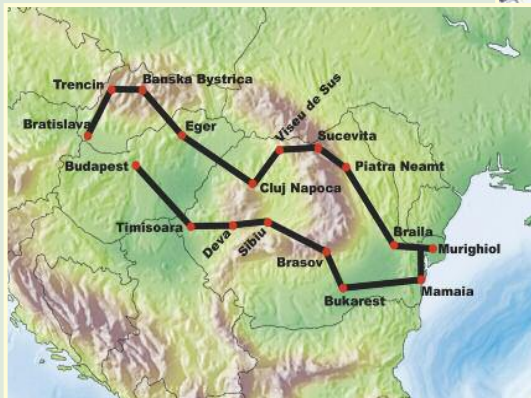 Trencin
Banska Bystrica
Bratislava
Eger
Viseu de Sus
Sucevita
Budapest
Piatra Neamt
Cluj Napoca
Timisoara
Deva
Sibiu
Braila
Murighiol
Brasov
Bukarest
Mamaia